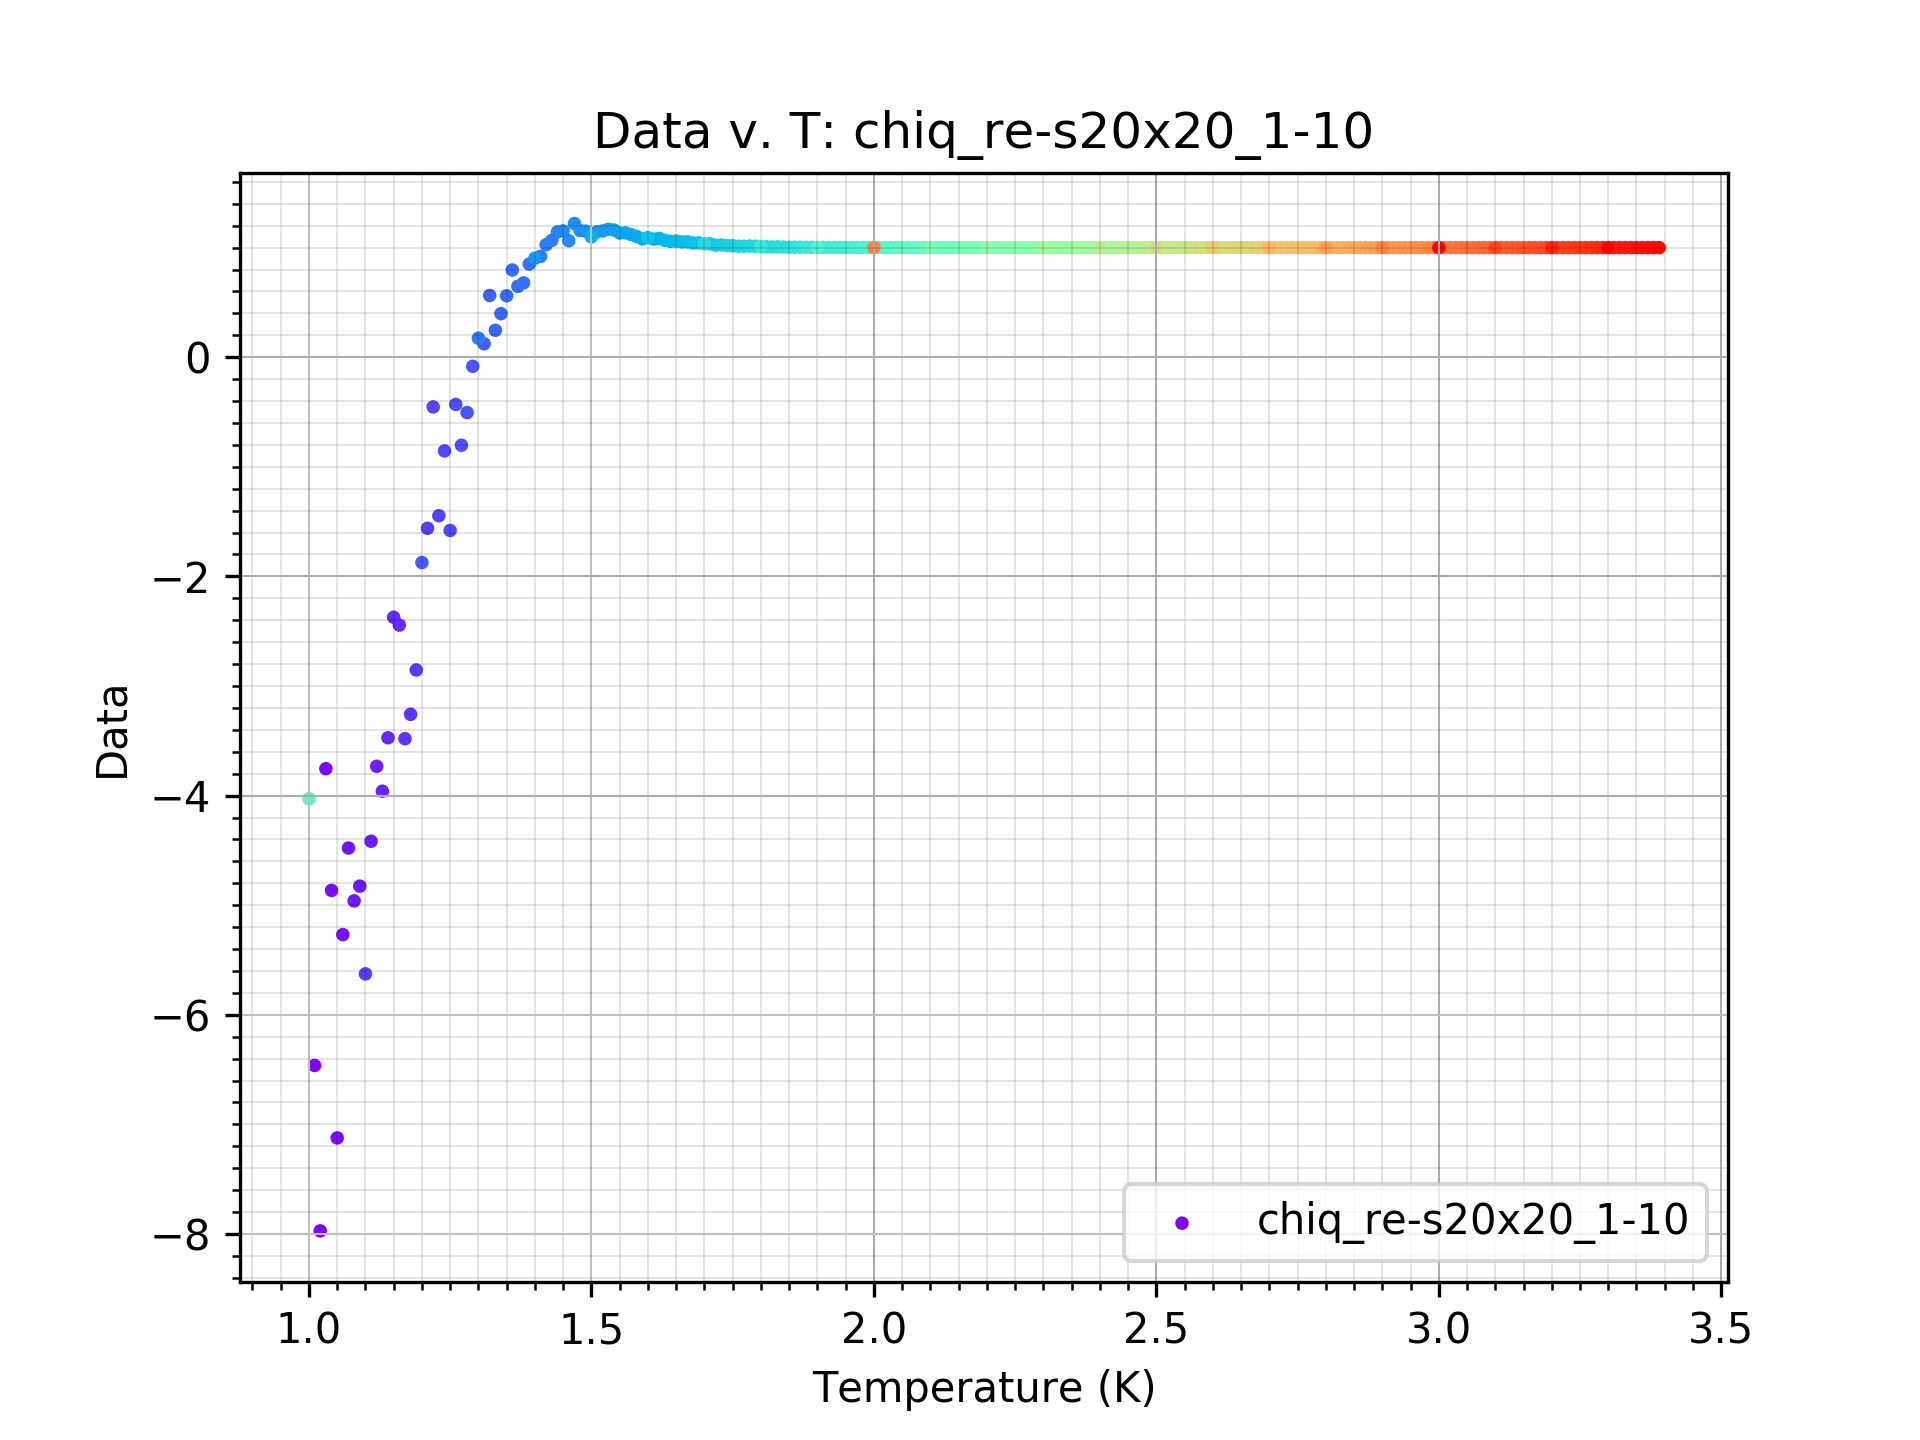 Data v. T: chiq_re-s20x20_1-10
Data
0
−2
−4
−6
−8
1.0 1.5 2.0 2.5 3.0 3.5
Temperature (K)
chiq_re-s20x20_1-10